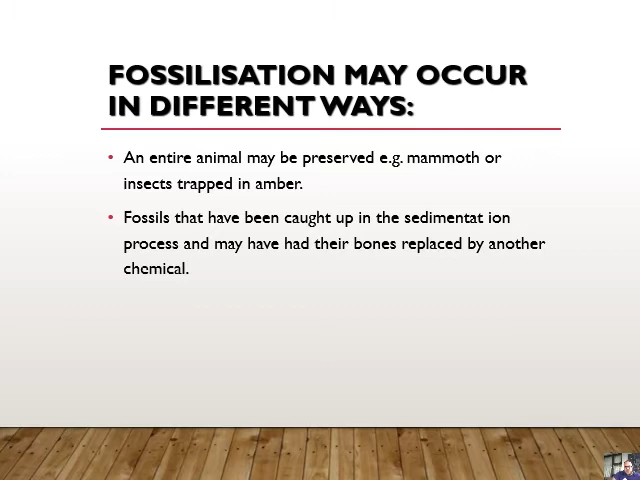 FOSSILISATION MAY OCCUR
IN DIFFERENT WAYS:
• An entire animal may be preserved e.g. mammoth or
insects trapped in amber.
• Fossils that have been caught up in the sedimentat ion
process and may have had their bones replaced by another
chemical.